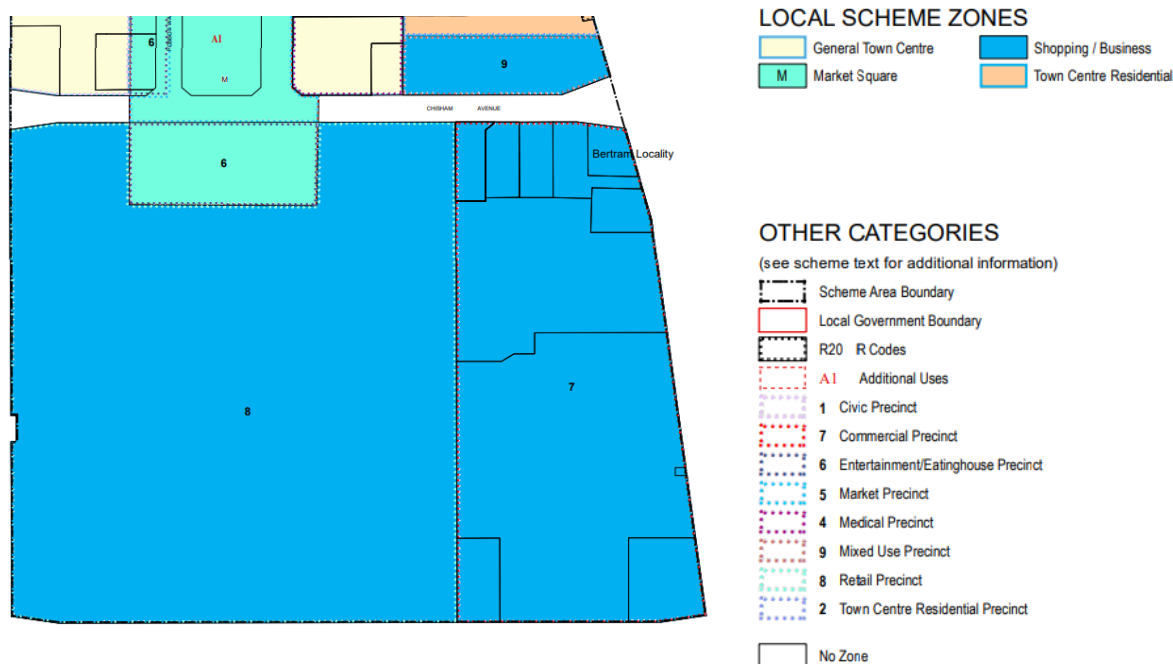 6
A1
M
9
CHISHAM AVENUE
Bertram Locality
6
8
7
LOCAL SCHEME ZONES
General Town Centre
Shopping / Business
M Market Square
Town Centre Residential
OTHER CATEGORIES
(see scheme text for additional information)
Scheme Area Boundary
Local Government Boundary
R20 R Codes
A1 Additional Uses
1 Civic Precinct
7 Commercial Precinct
6 Entertainment/Eatinghouse Precinct
5 Market Precinct
4 Medical Precinct
9 Mixed Use Precinct
8 Retail Precinct
2 Town Centre Residential Precinct
No Zone